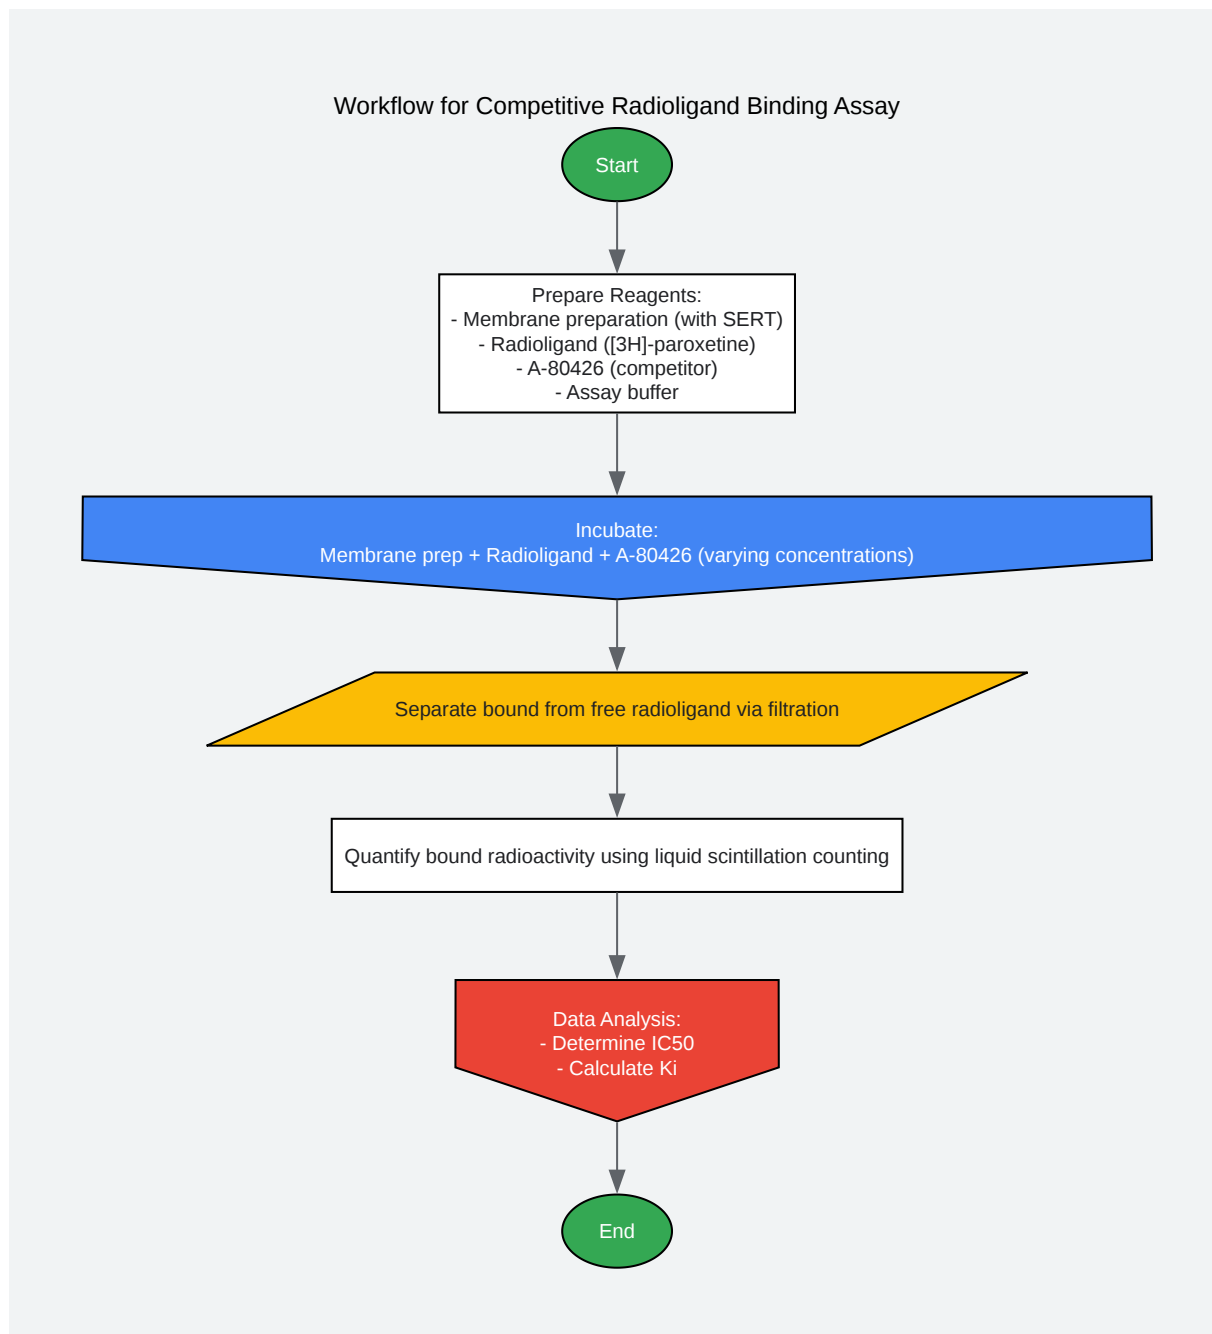 Workflow for Competitive Radioligand Binding Assay
Start
Prepare Reagents:
- Membrane preparation (with SERT)
- Radioligand ([3H]-paroxetine)
- A-80426 (competitor)
- Assay buffer
Incubate:
Membrane prep + Radioligand + A-80426 (varying concentrations)
Separate bound from free radioligand via filtration
Quantify bound radioactivity using liquid scintillation counting
Data Analysis:
- Determine IC50
- Calculate Ki
End